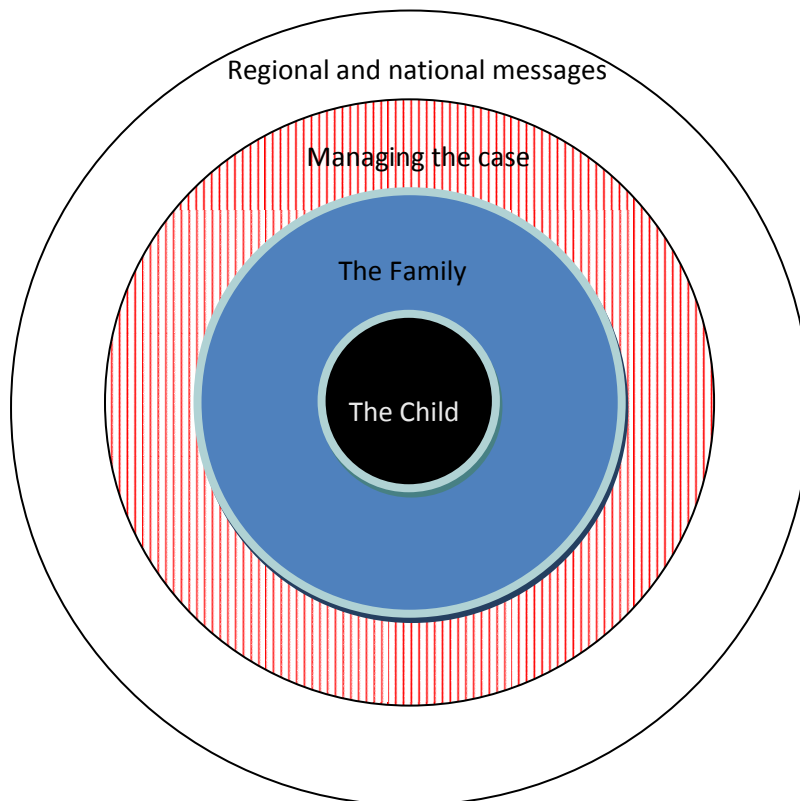 Regional and national messages
Managing the case
The Family
The Child